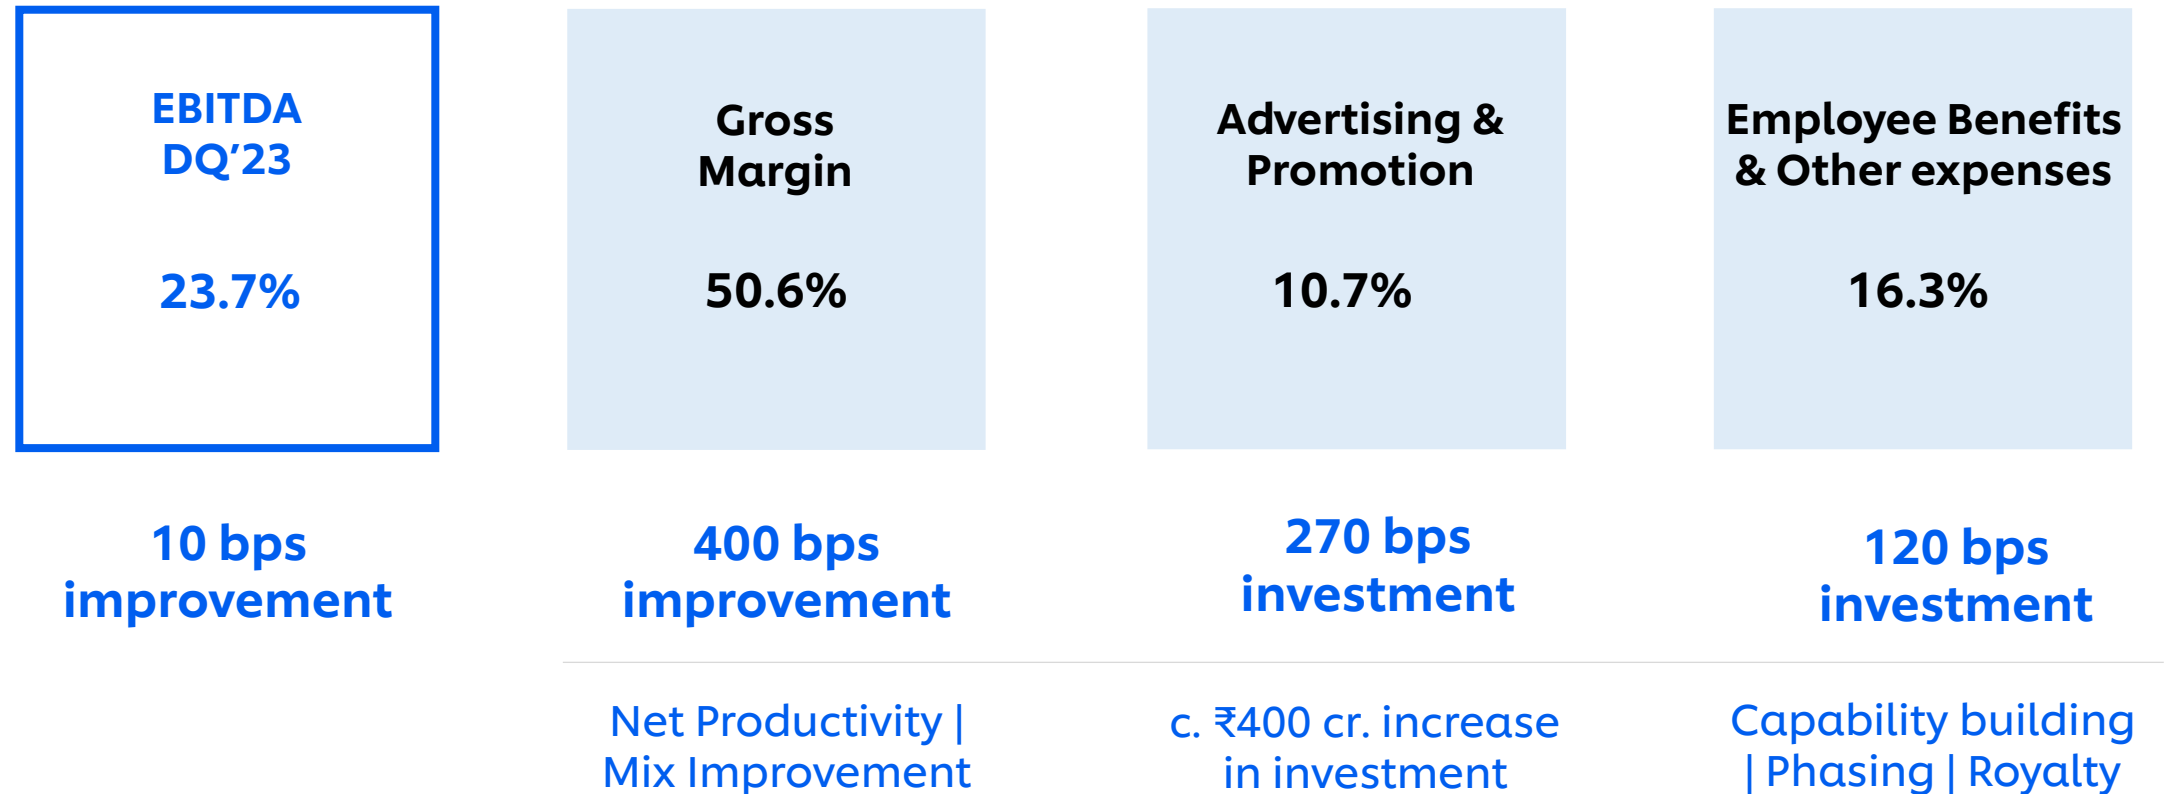 EBITDA
DQ’23
23.7%
10 bps
improvement
Gross
Margin
50.6%
400 bps
improvement
Net Productivity |
Mix Improvement
Advertising &
Promotion
10.7%
270 bps
investment
c. ₹400 cr. increase
in investment
Employee Benefits
& Other expenses
16.3%
120 bps
investment
Capability building
| Phasing | Royalty